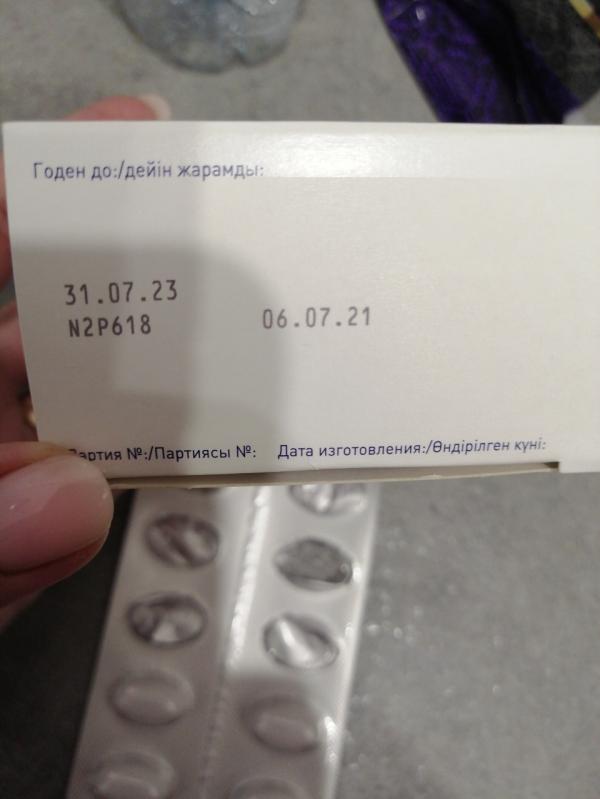 Годен до:/дейін жарамды:
31.07.23
N2P618 06.07.21
Партия №:/Партиясы №: Дата изготовления:/Өндірілген күні: